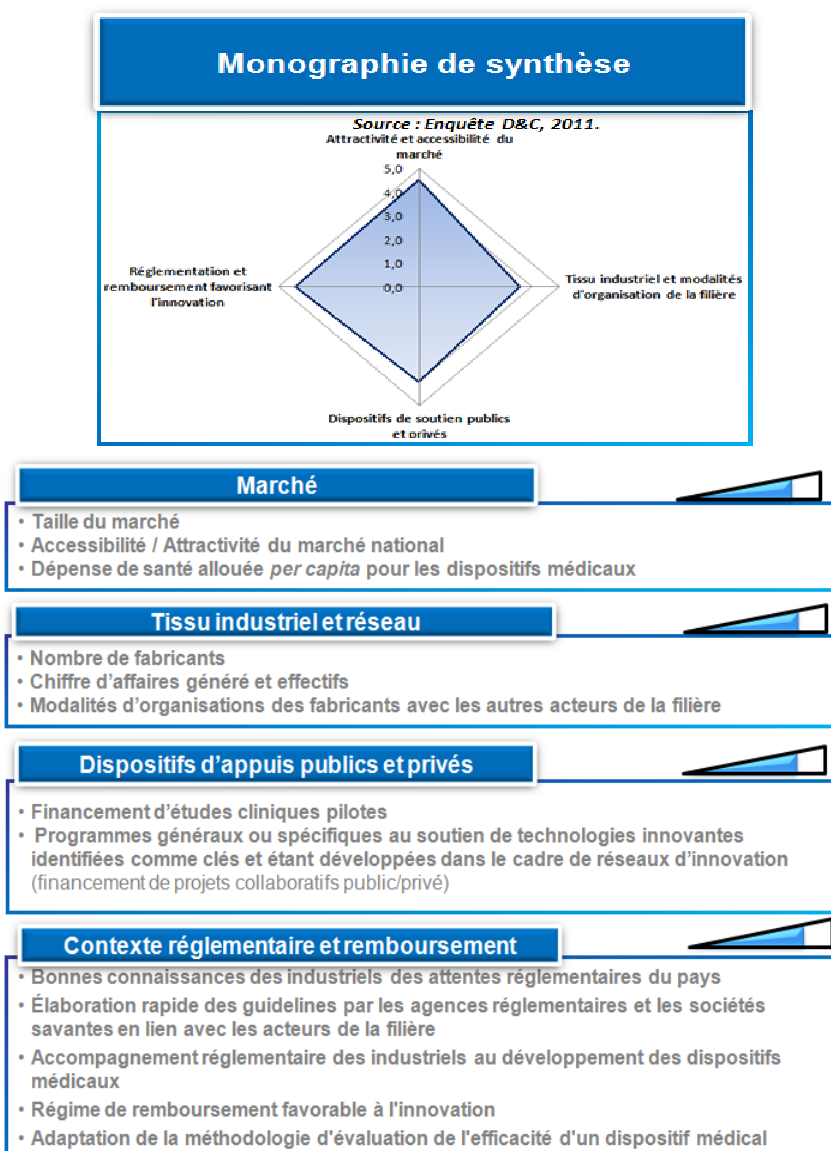 Monographie de synthèse
Source : Enquête D&C, 2011.
Attractivité et accessibilité du
marché
5,0
4,0
3,0
2,0
1,0
0,0
Réglementation et
remboursement favorisant
l'innovation
Tissu industriel et modalités
d'organisation de la filière
Dispositifs de soutien publics
et privés
Marché
• Taille du marché
• Accessibilité / Attractivité du marché national
• Dépense de santé allouée per capita pour les dispositifs médicaux
Tissu industriel et réseau
• Nombre de fabricants
• Chiffre d'affaires généré et effectifs
• Modalités d'organisations des fabricants avec les autres acteurs de la filière
Dispositifs d'appuis publics et privés
• Financement d'études cliniques pilotes
• Programmes généraux ou spécifiques au soutien de technologies innovantes
identifiées comme clés et étant développées dans le cadre de réseaux d'innovation
(financement de projets collaboratifs public/privé)
Contexte réglementaire et remboursement
• Bonnes connaissances des industriels des attentes réglementaires du pays
• Élaboration rapide des guidelines par les agences réglementaires et les sociétés
savantes en lien avec les acteurs de la filière
• Accompagnement réglementaire des industriels au développement des dispositifs
médicaux
• Régime de remboursement favorable à l'innovation
• Adaptation de la méthodologie d'évaluation de l'efficacité d'un dispositif médical